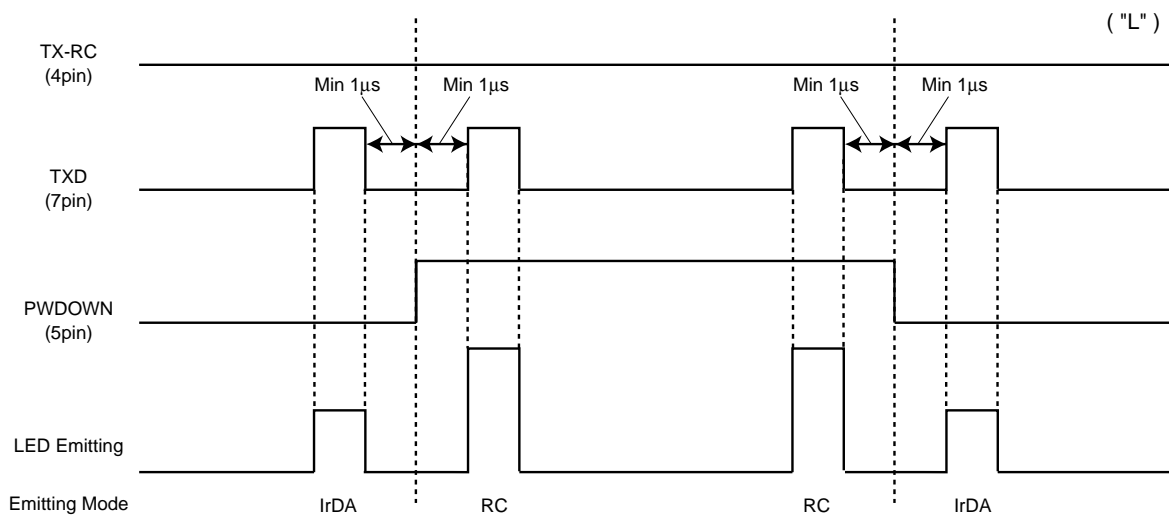 ( "L" )
TX-RC
(4pin)
Min 1μs
Min 1μs
Min 1μs
Min 1μs
TXD
(7pin)
PWDOWN
(5pin)
LED Emitting
Emitting Mode
IrDA
RC
RC
IrDA